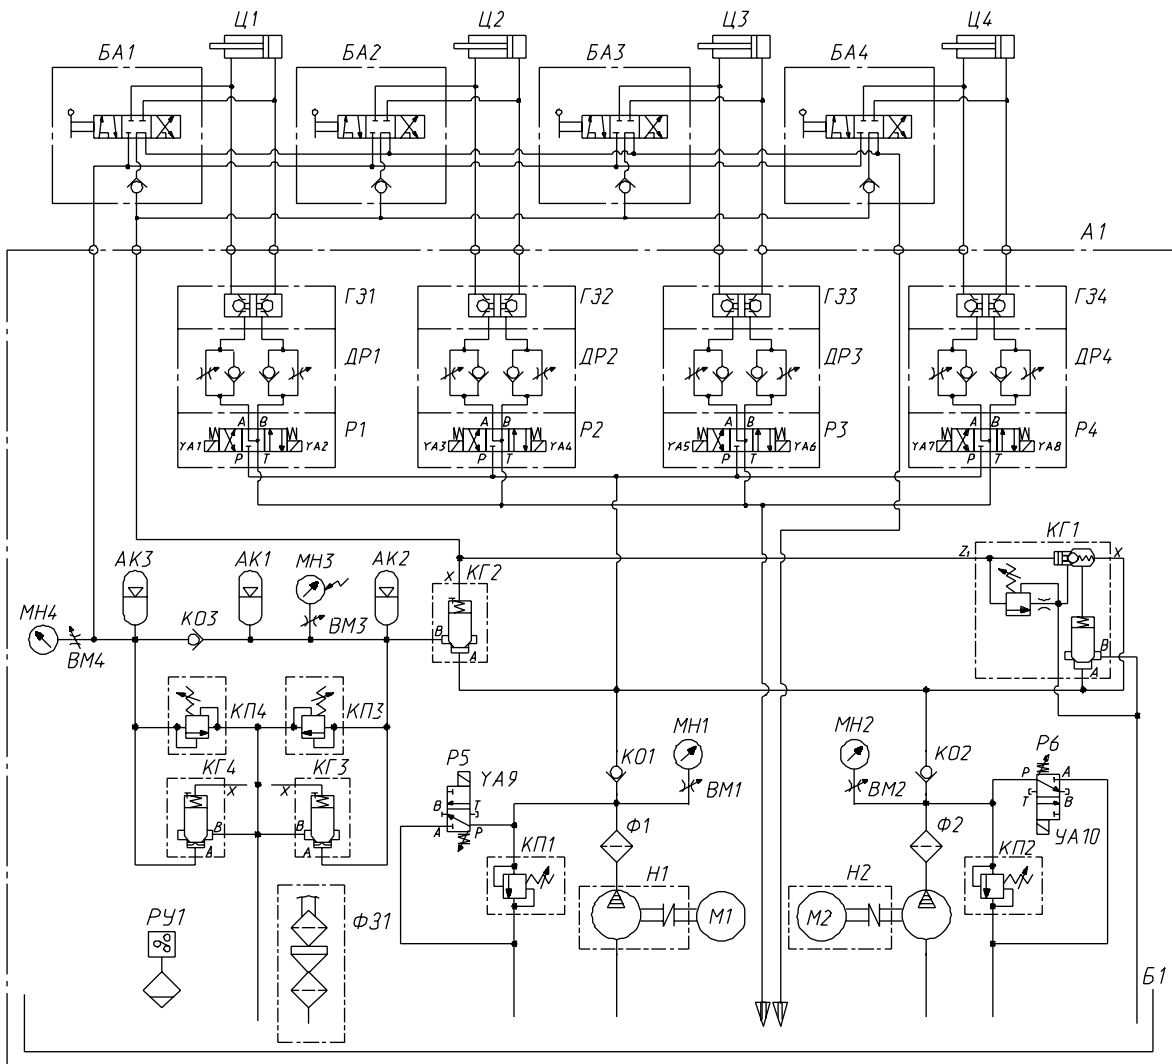 Ц1 Ц2 Ц3 Ц4
БА1 БА2 БА3 БА4
А1
ГЗ1 ГЗ2 ГЗ3 ГЗ4
ДР1 ДР2 ДР3 ДР4
A B A B A B A B
Р1 Р2 Р3 Р4
YA1 YA2 YA3 YA4 YA5 YA6 YA7 YA8
P T P T P T P T
КГ1
Z1 X
АК3 АК1 МН3 АК2
X КГ2
МН4 КО3 ВМ3 B
ВМ4
B
A A
КП4 КП3
МН1 МН2
Р5 КО1 КО2 Р6
КГ4 КГ3 YA9
X X
P A
B T ВМ1 ВМ2 T B
B B A P
Ф1 Ф2
УА10
A A КП1 КП2
Н1 Н2
РУ1 ФЗ1 М1 М2
Б1